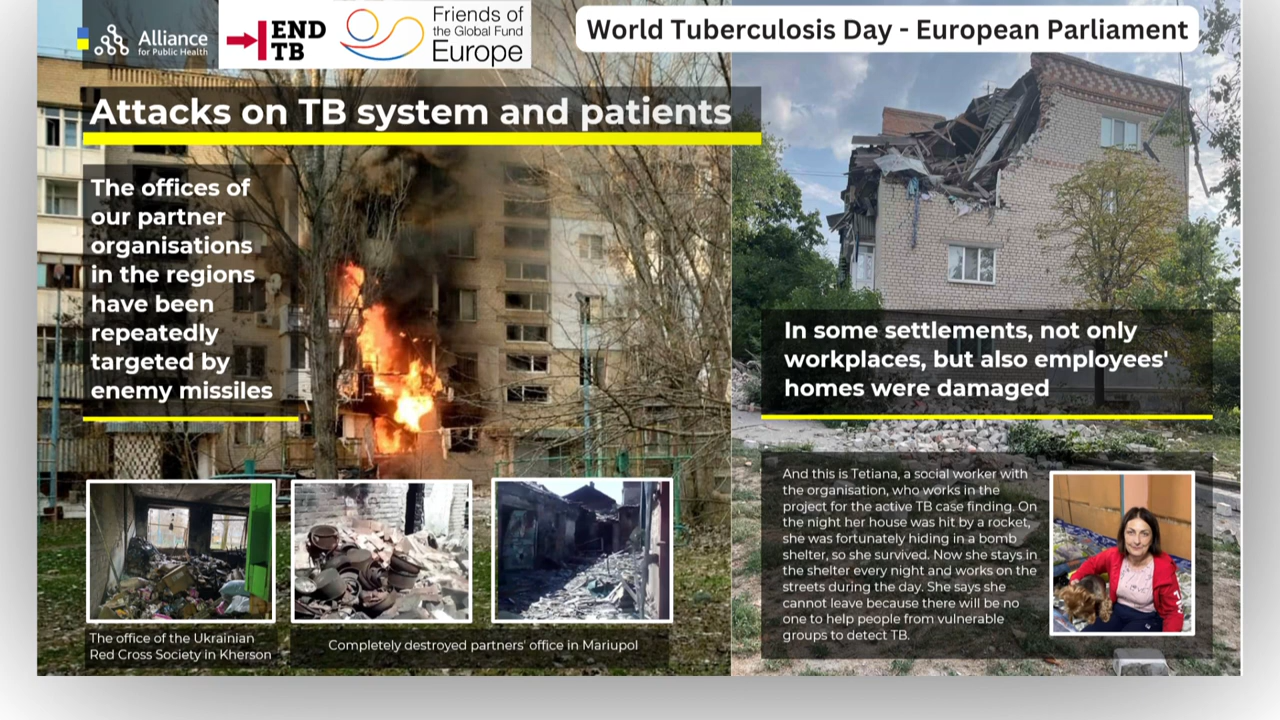 Alliance
for Public Health
END
TB
Friends of
the Global Fund
Europe
World Tuberculosis Day - European Parliament
Attacks on TB system and patients
The offices of
our partner
organisations
in the regions
have been
repeatedly
targeted by
enemy missiles
The office of the Ukrainian
Red Cross Society in Kherson
Completely destroyed partners' office in Mariupol
In some settlements, not only
workplaces, but also employees'
homes were damaged
And this is Tetiana, a social worker with
the organisation, who works in the
project for the active TB case finding. On
the night her house was hit by a rocket,
she was fortunately hiding in a bomb
shelter, so she survived. Now she stays in
the shelter every night and works on the
streets during the day. She says she
cannot leave because there will be no
one to help people from vulnerable
groups to detect TB.